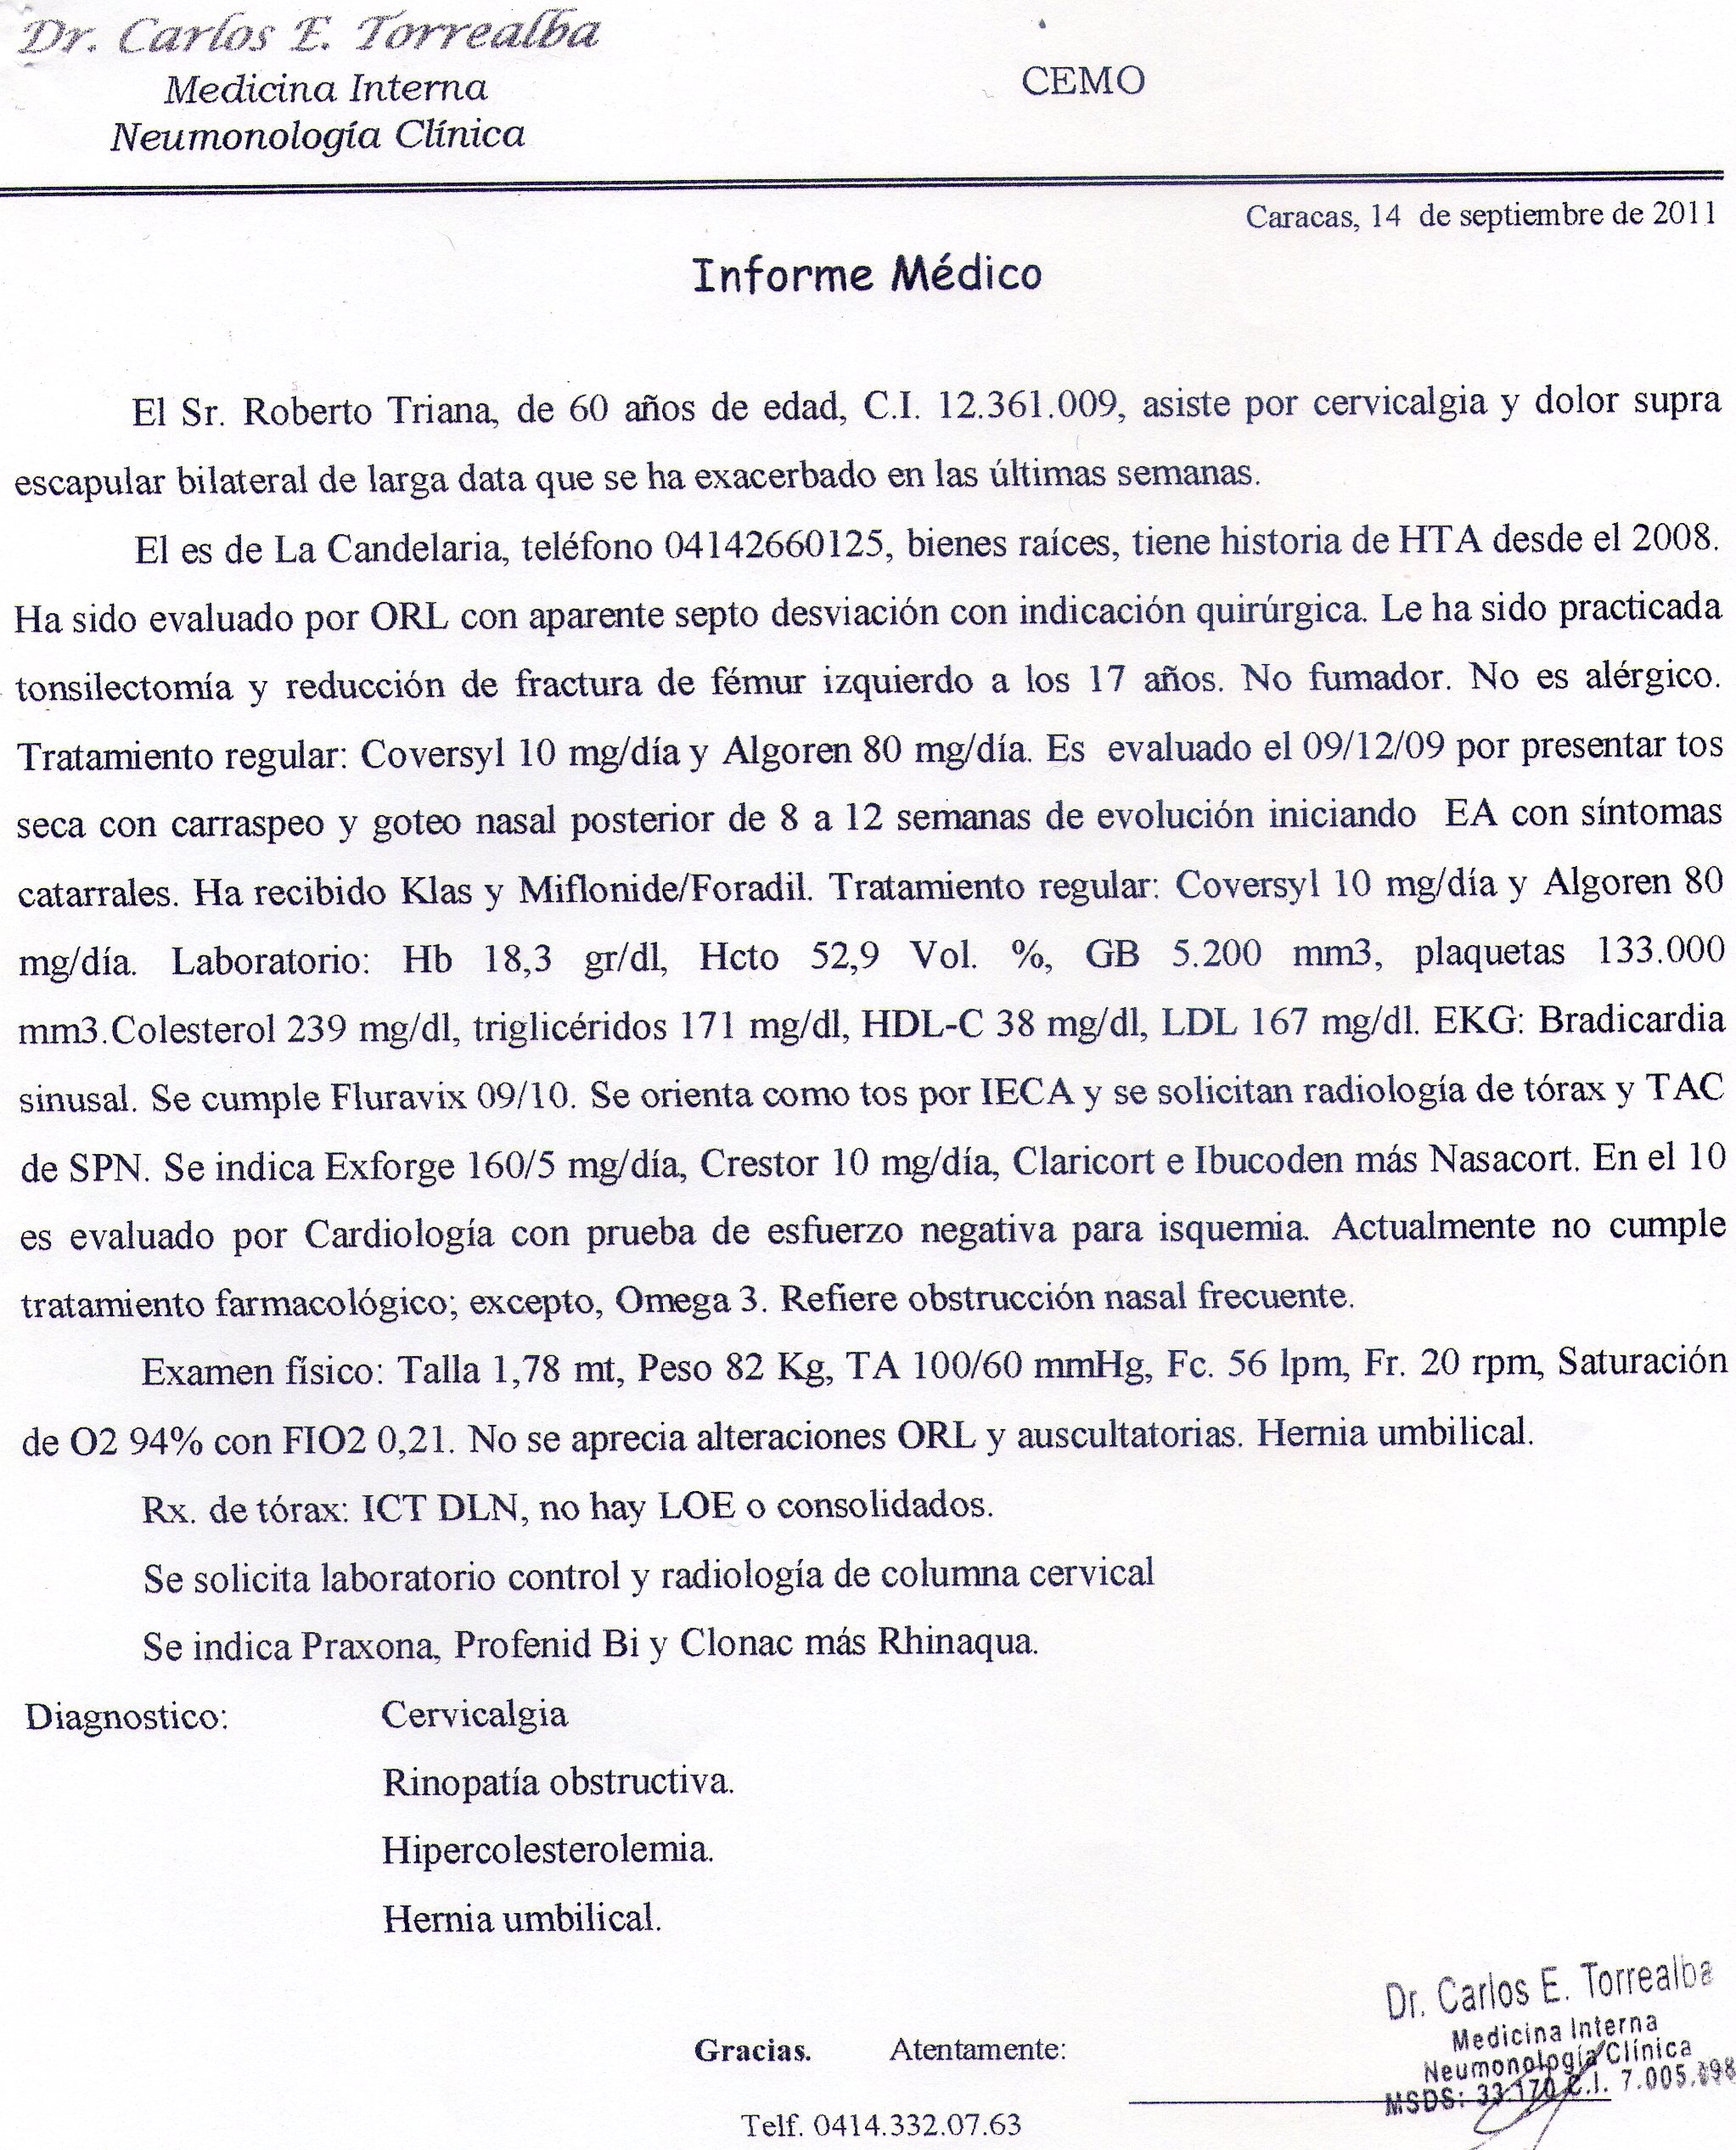 Dr. Carlos E. Torrealba
Medicina Interna
Neumonología Clínica
CEMO
Caracas, 14 de septiembre de 2011
Informe Médico
El Sr. Roberto Triana, de 60 años de edad, C.I. 12.361.009, asiste por cervicalgia y dolor supra
escapular bilateral de larga data que se ha exacerbado en las últimas semanas.
El es de La Candelaria, teléfono 04142660125, bienes raíces, tiene historia de HTA desde el 2008.
Ha sido evaluado por ORL con aparente septo desviación con indicación quirúrgica. Le ha sido practicada
tonsilectomía y reducción de fractura de fémur izquierdo a los 17 años. No fumador. No es alérgico.
Tratamiento regular: Coversyl 10 mg/día y Algoren 80 mg/día. Es evaluado el 09/12/09 por presentar tos
seca con carraspeo y goteo nasal posterior de 8 a 12 semanas de evolución iniciando EA con síntomas
catarrales. Ha recibido Klas y Miflonide/Foradil. Tratamiento regular: Coversyl 10 mg/día y Algoren 80
mg/día. Laboratorio: Hb 18,3 gr/dl, Hcto 52,9 Vol. %, GB 5.200 mm3, plaquetas 133.000
mm3.Colesterol 239 mg/dl, triglicéridos 171 mg/dl, HDL-C 38 mg/dl, LDL 167 mg/dl. EKG: Bradicardia
sinusal. Se cumple Fluravix 09/10. Se orienta como tos por IECA y se solicitan radiología de tórax y TAC
de SPN. Se indica Exforge 160/5 mg/día, Crestor 10 mg/día, Claricort e Ibucoden más Nasacort. En el 10
es evaluado por Cardiología con prueba de esfuerzo negativa para isquemia. Actualmente no cumple
tratamiento farmacológico; excepto, Omega 3. Refiere obstrucción nasal frecuente.
Examen físico: Talla 1,78 mt, Peso 82 Kg, TA 100/60 mmHg, Fc. 56 lpm, Fr. 20 rpm, Saturación
de O2 94% con FIO2 0,21. No se aprecia alteraciones ORL y auscultatorias. Hernia umbilical.
Rx. de tórax: ICT DLN, no hay LOE o consolidados.
Se solicita laboratorio control y radiología de columna cervical
Se indica Praxona, Profenid Bi y Clonac más Rhinaqua.
Diagnostico: Cervicalgia
Rinopatía obstructiva.
Hipercolesterolemia.
Hernia umbilical.
Gracias. Atentamente:
Dr. Carlos E. Torrealba
Medicina Interna
Neumonología Clínica
MSDS: 33.170 C.I.
Telf. 0414.332.07.63